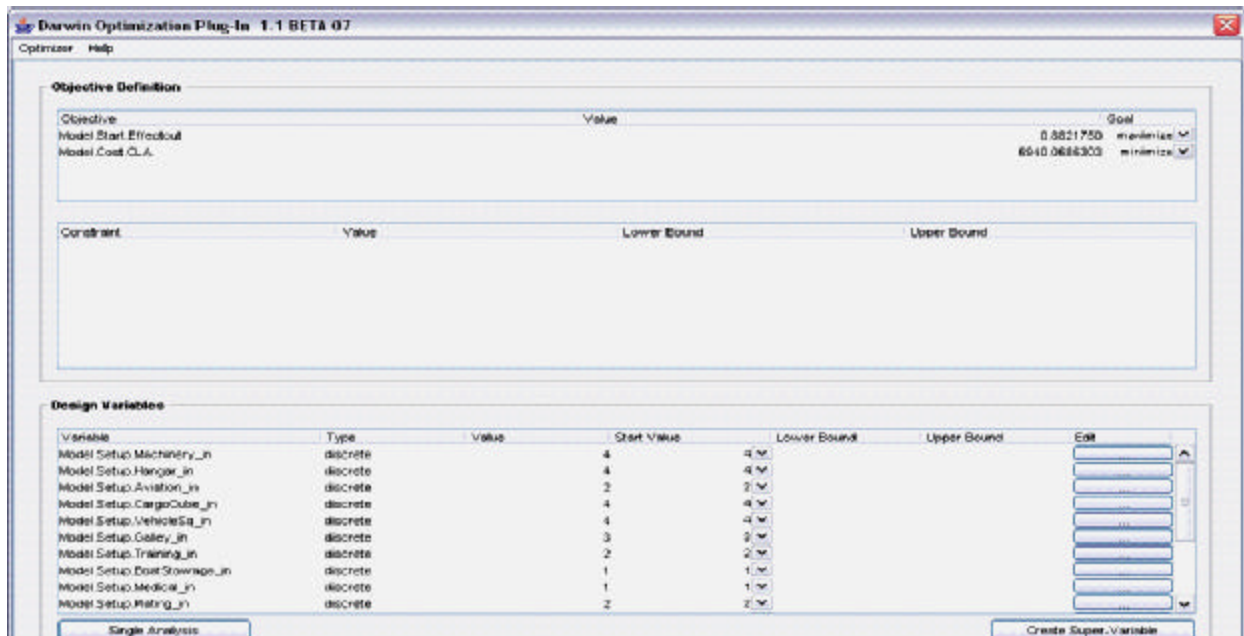 Darwin Optimization Plug-In 1.1 BETA 07
Optimizer Help
Objective Definition
Objective Value Goal
Model.Start.Effectout 0.8821750 maximize
Model.Cost.CLA 6940.0686303 minimize
Constraint Value Lower Bound Upper Bound
Design Variables
Variable Type Value Start Value Lower Bound Upper Bound Edit
Model.Setup.Machinery_in discrete 4 4 ...
Model.Setup.Hangar_in discrete 4 4 ...
Model.Setup.Aviation_in discrete 2 2 ...
Model.Setup.CargoCube_in discrete 4 4 ...
Model.Setup.VehicleSq_in discrete 4 4 ...
Model.Setup.Galley_in discrete 3 3 ...
Model.Setup.Training_in discrete 2 2 ...
Model.Setup.BoatStowage_in discrete 1 1 ...
Model.Setup.Medical_in discrete 1 1 ...
Model.Setup.Mating_in discrete 2 2 ...
Single Analysis Create Super-Variable